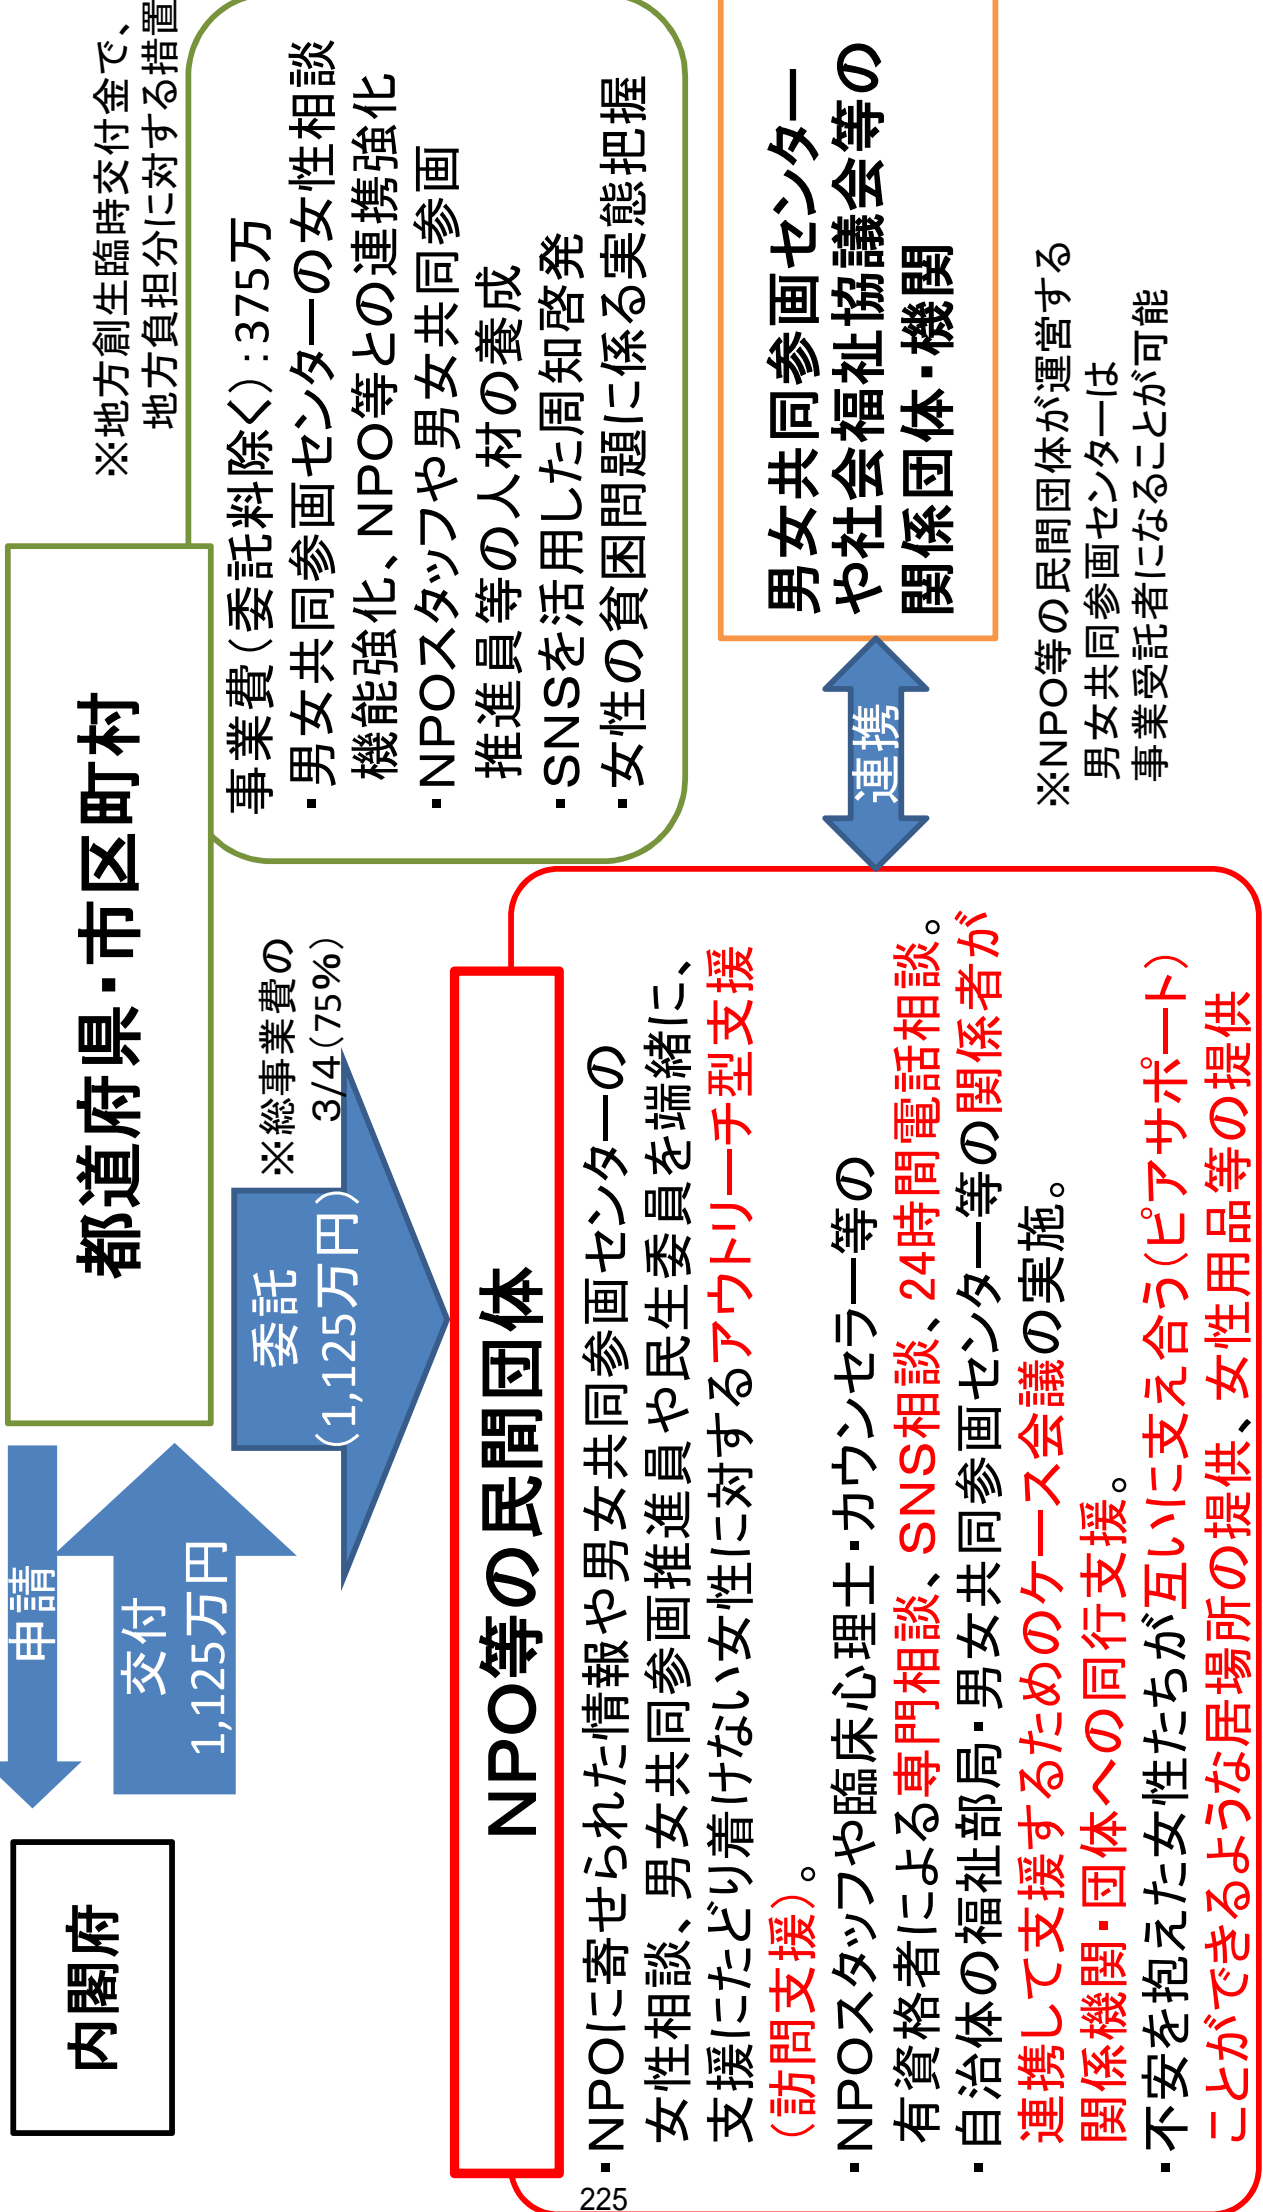 内閣府
申請
交付
1,125万円
都道府県・市区町村
※地方創生臨時交付金で、
地方負担分に対する措置
委託
（1,125万円）
※総事業費の
3/4（75%）
事業費（委託料除く）：375万
・男女共同参画センターの女性相談
機能強化、NPO等との連携強化
・NPOスタッフや男女共同参画
推進員等の人材の養成
・SNSを活用した周知啓発
・女性の貧困問題に係る実態把握
NPO等の民間団体
・NPOに寄せられた情報や男女共同参画センターの
女性相談、男女共同参画推進員や民生委員を端緒に、
支援にたどり着けない女性に対するアウトリーチ型支援
（訪問支援）。
・NPOスタッフや臨床心理士・カウンセラー等の
有資格者による専門相談、SNS相談、24時間電話相談。
・自治体の福祉部局・男女共同参画センター等の関係者が
連携して支援するためのケース会議の実施。
関係機関・団体への同行支援。
・不安を抱えた女性たちが互いに支え合う（ピアサポート）
ことができるような居場所の提供、女性用品等の提供
連携
男女共同参画センター
や社会福祉協議会等の
関係団体・機関
※NPO等の民間団体が運営する
男女共同参画センターは
事業受託者になることが可能
225